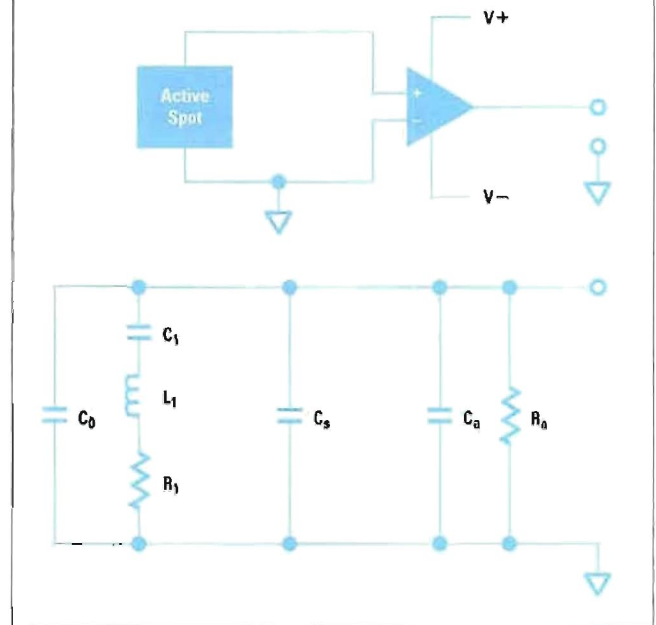 V+
Active
Spot
+
−
V−
C₁
L₁
C₀
Cₛ
Cₐ
Rₐ
R₁